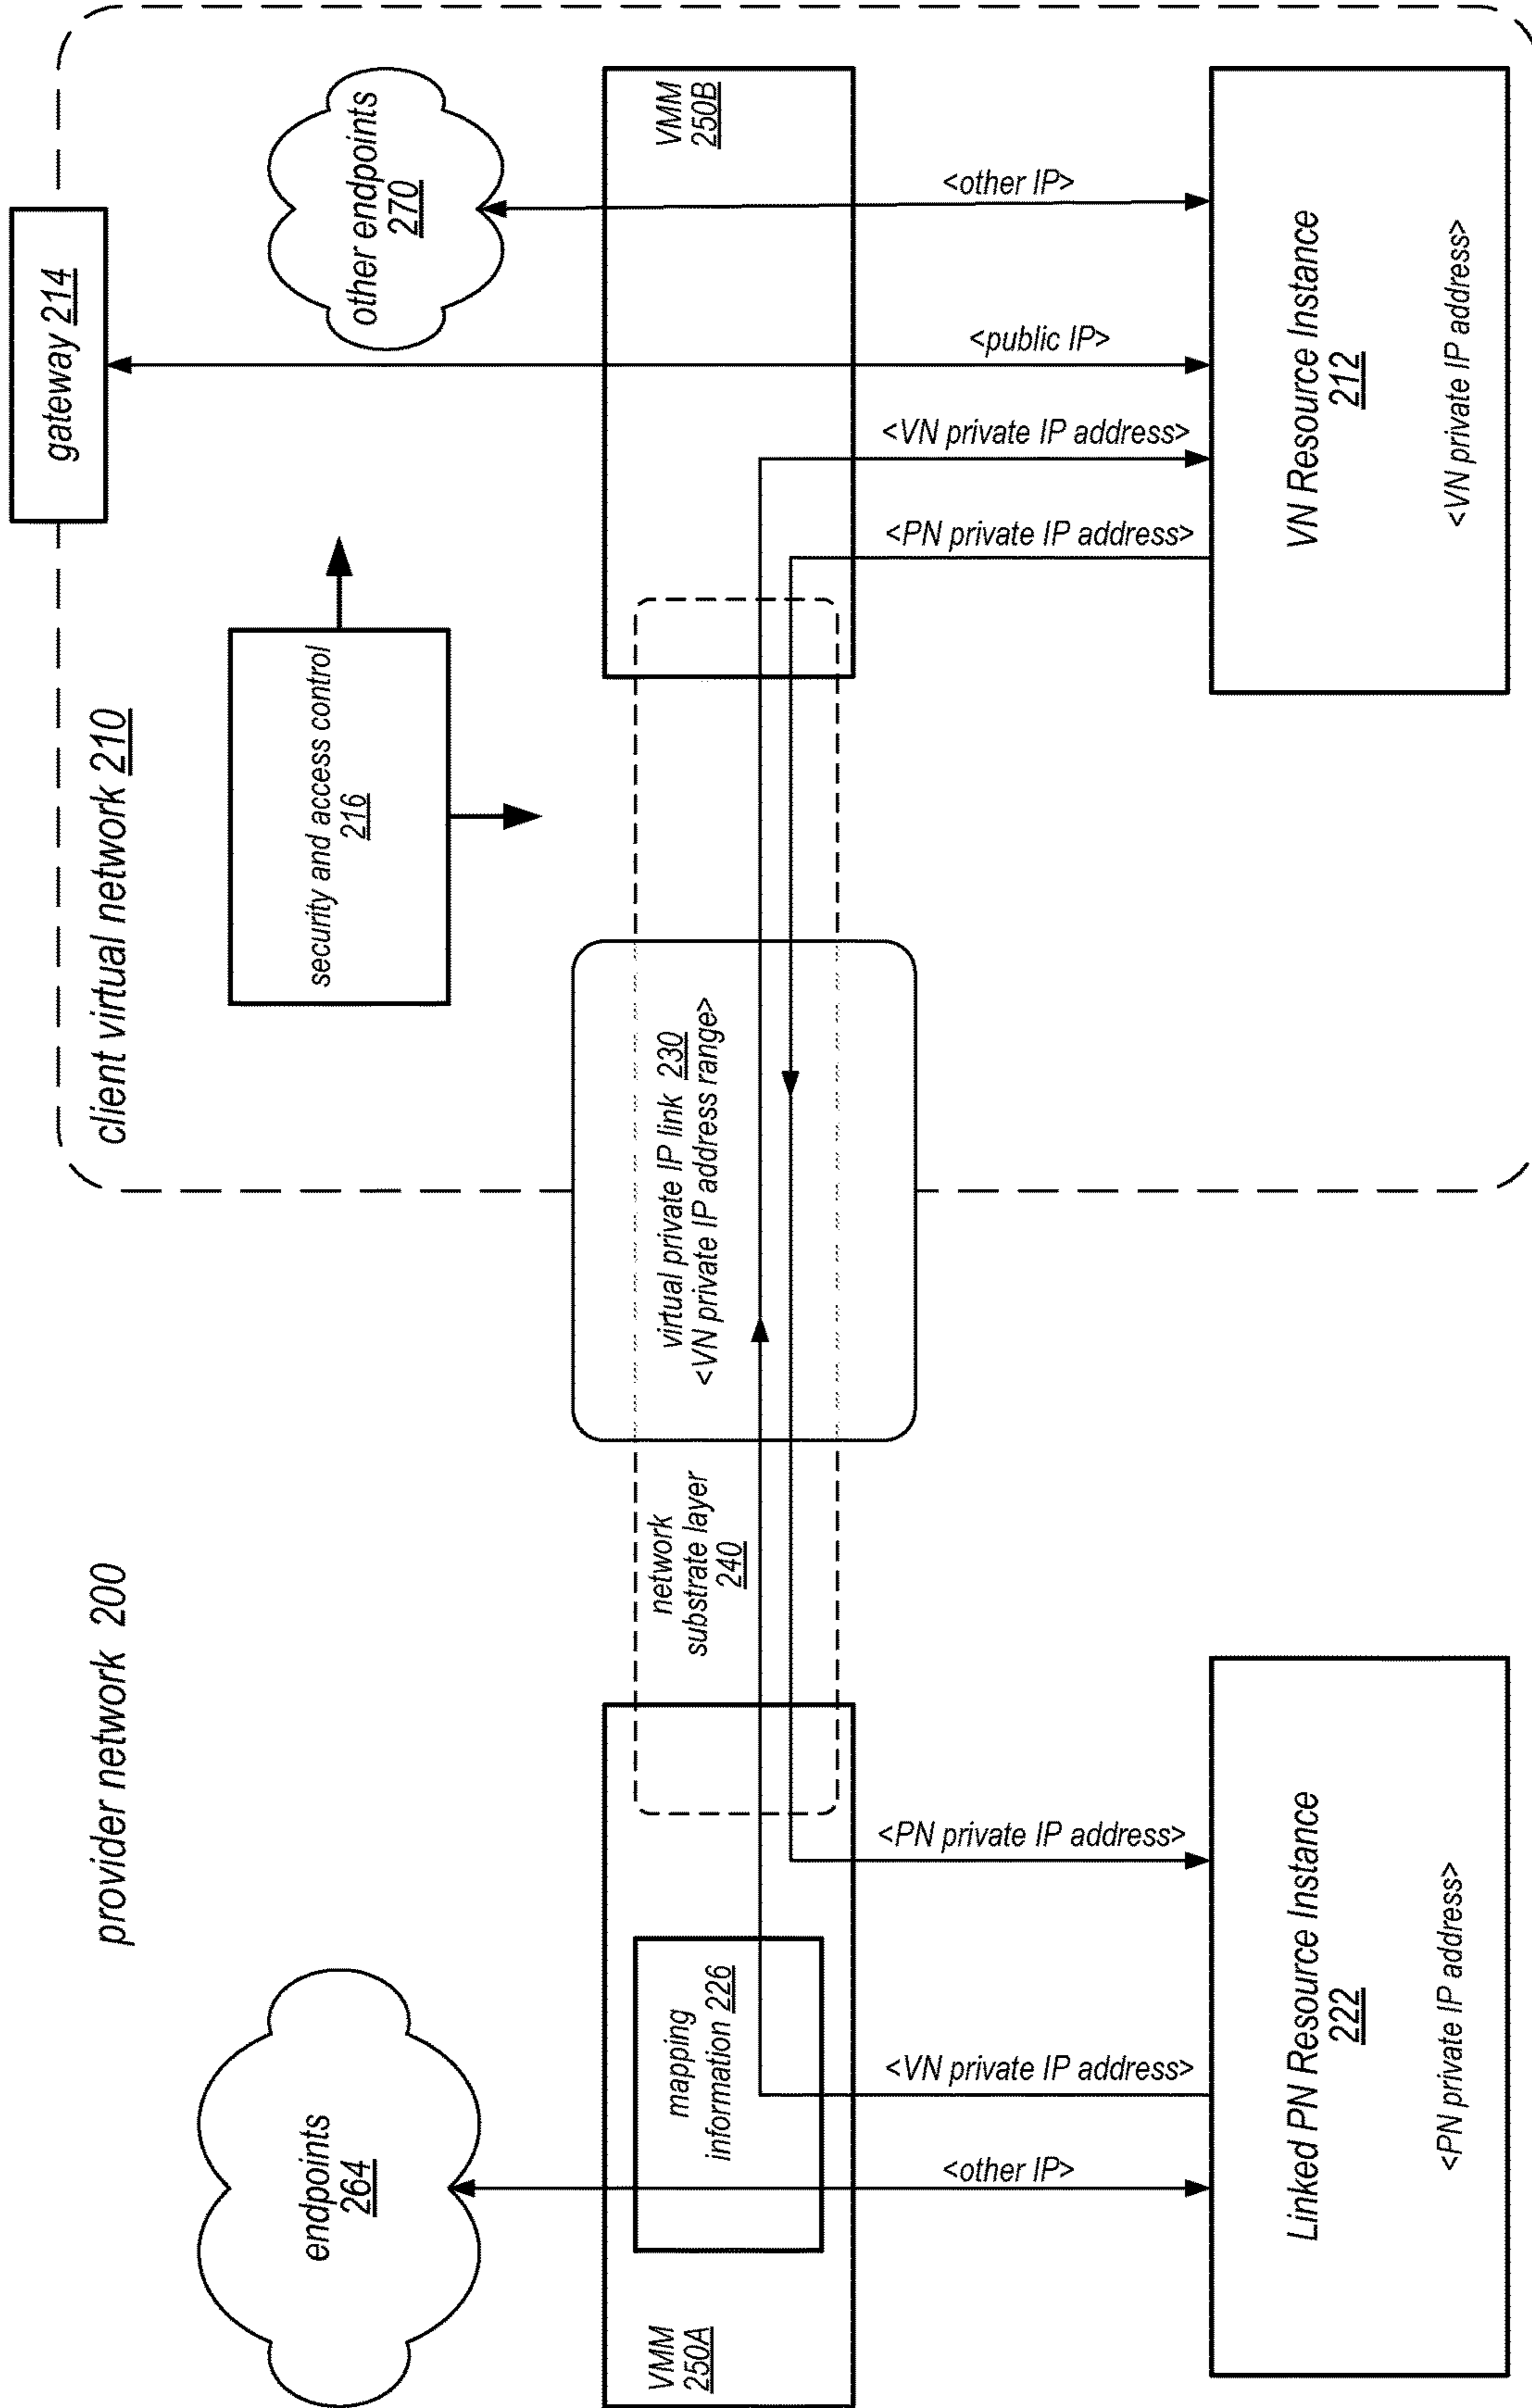 provider network 200
client virtual network 210
gateway 214
endpoints
264
security and access control
216
other endpoints
270
VMM
250A
mapping
information 226
network
substrate layer
240
virtual private IP link 230
<VN private IP address range>
VMM
250B
<other IP>
<VN private IP address>
<PN private IP address>
<PN private IP address>
<VN private IP address>
<public IP>
<other IP>
Linked PN Resource Instance
222
<PN private IP address>
VN Resource Instance
212
<VN private IP address>